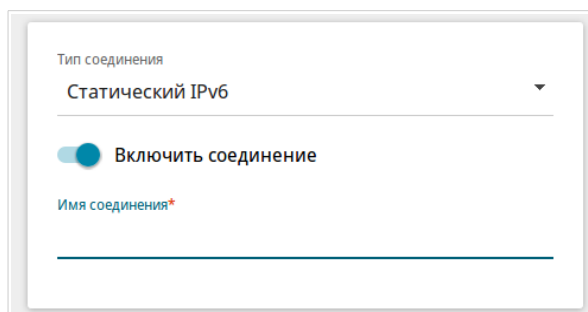 Тип соединения
Статический IPv6
Включить соединение
Имя соединения*